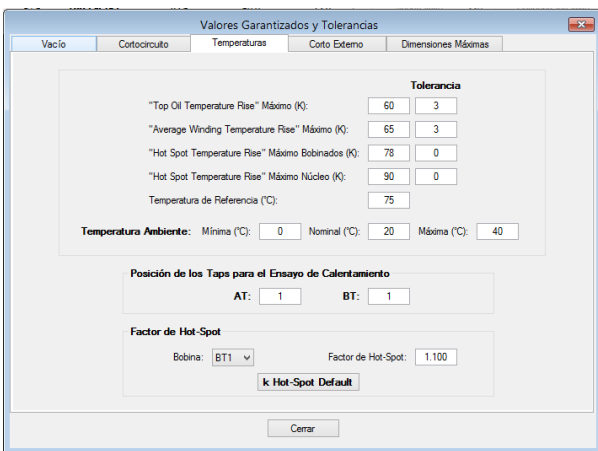 Valores Garantizados y Tolerancias
Vacío Cortocircuito Temperaturas Corto Externo Dimensiones Máximas
Tolerancia
"Top Oil Temperature Rise" Máximo (K): 60 3
"Average Winding Temperature Rise" Máximo (K): 65 3
"Hot Spot Temperature Rise" Máximo Bobinados (K): 78 0
"Hot Spot Temperature Rise" Máximo Núcleo (K): 90 0
Temperatura de Referencia (°C): 75
Temperatura Ambiente: Mínima (°C): 0 Nominal (°C): 20 Máxima (°C): 40
Posición de los Taps para el Ensayo de Calentamiento
AT: 1 BT: 1
Factor de Hot-Spot
Bobina: BT1 Factor de Hot-Spot: 1.100
k Hot-Spot Default
Cerrar